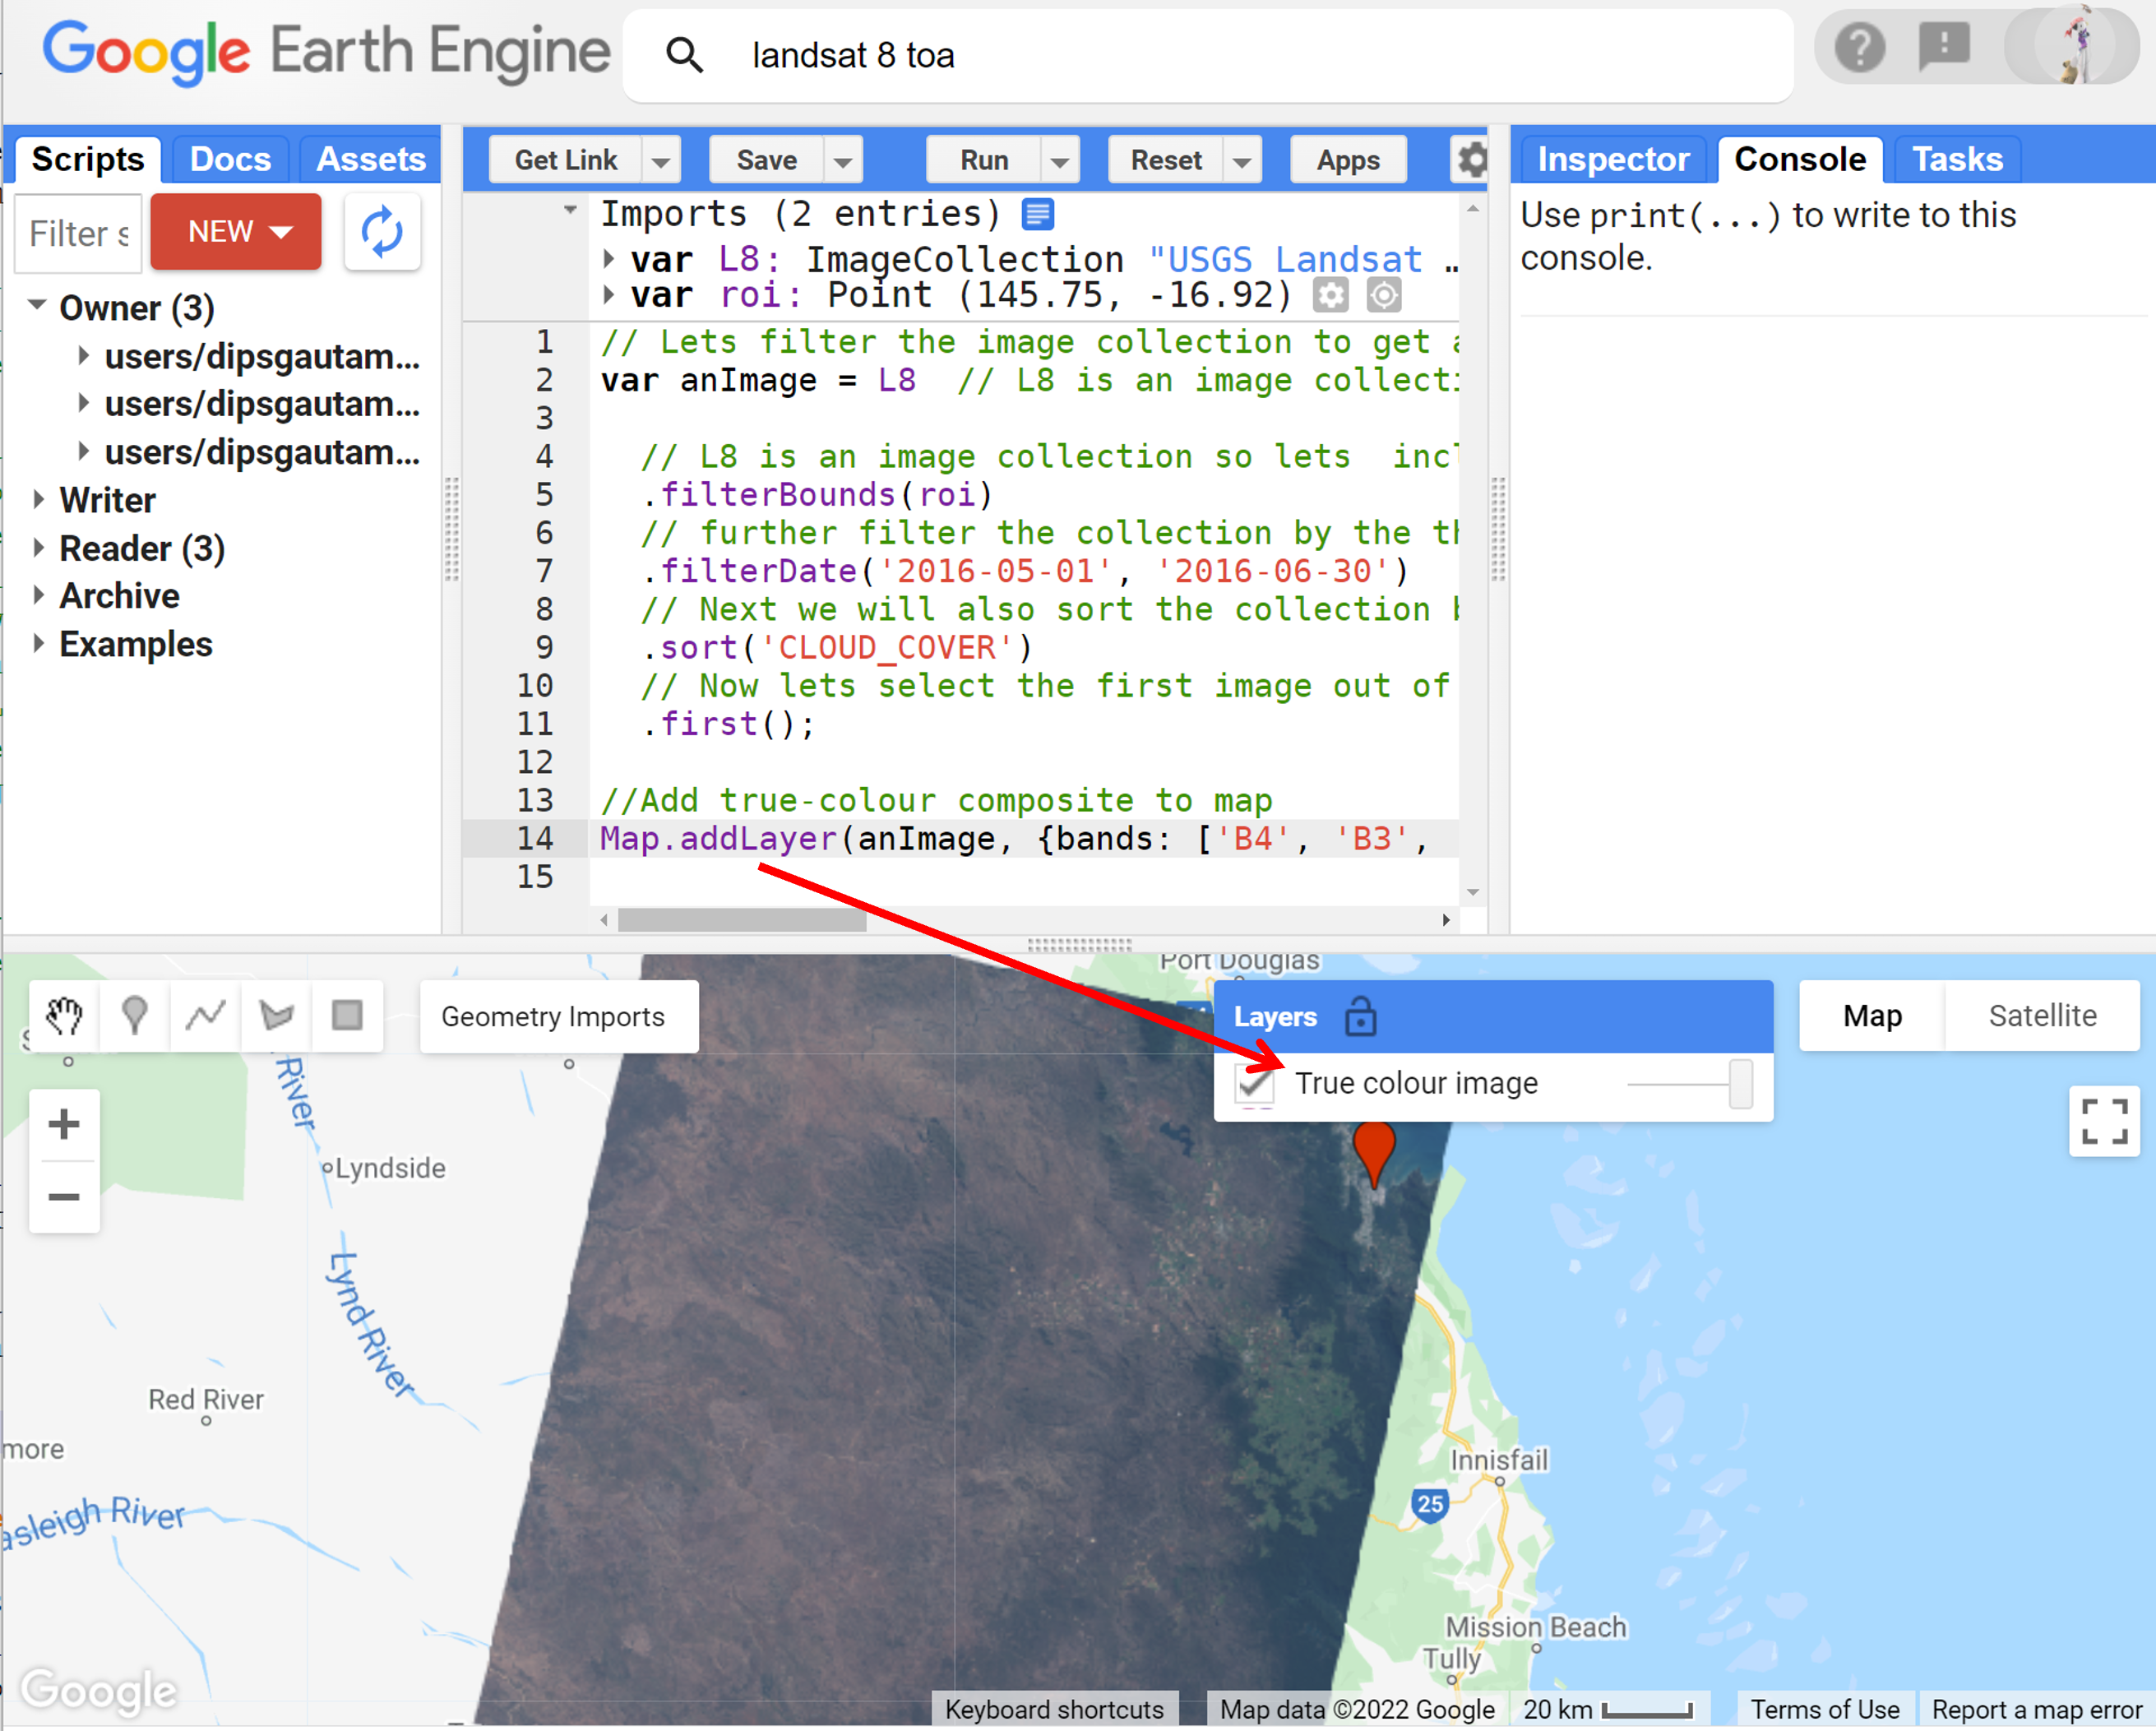 Google Earth Engine
landsat 8 toa
Scripts Docs Assets
Filter s
NEW
Owner (3)
users/dipsgautam...
users/dipsgautam...
users/dipsgautam...
Writer
Reader (3)
Archive
Examples
Get Link Save Run Reset Apps
Imports (2 entries)
var L8: ImageCollection "USGS Landsat …
var roi: Point (145.75, -16.92)
1 // Lets filter the image collection to get
2 var anImage = L8  // L8 is an image collecti
3
4 // L8 is an image collection so lets  incl
5 .filterBounds(roi)
6 // further filter the collection by the th
7 .filterDate('2016-05-01', '2016-06-30')
8 // Next we will also sort the collection
9 .sort('CLOUD_COVER')
10 // Now lets select the first image out of
11 .first();
12
13 //Add true-colour composite to map
14 Map.addLayer(anImage, {bands: ['B4', 'B3',
15
Inspector Console Tasks
Use print(...) to write to this
console.
Geometry Imports
Port Douglas
Layers
True colour image
Map Satellite
River
Lyndside
Lynd River
Red River
more
asleigh River
Innisfail
25
Mission Beach
Tully
Google
Keyboard shortcuts
Map data ©2022 Google
20 km
Terms of Use
Report a map error